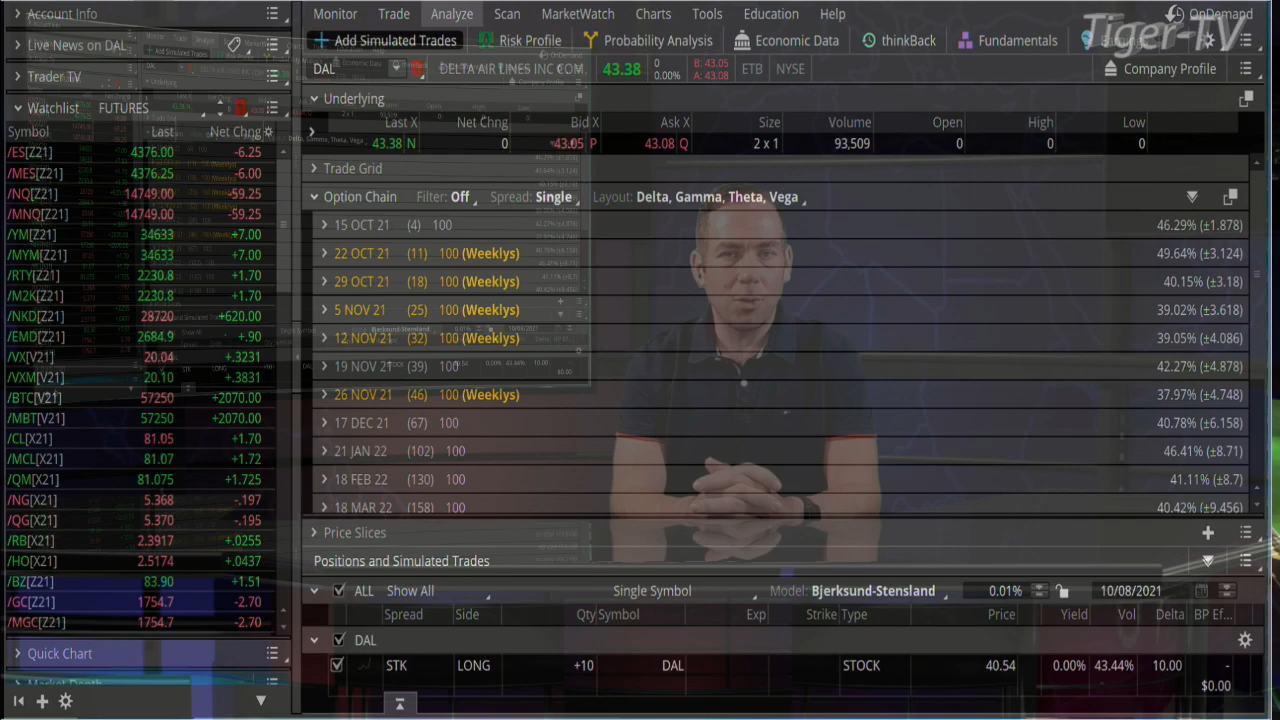 Account Info
Live News on DAL
Trader TV
Watchlist FUTURES
Symbol Last Net Chng
/ES[Z21] 4376.00 -6.25
/MES[Z21] 4376.25 -6.00
/NQ[Z21] 14749.00 -59.25
/MNQ[Z21] 14749.00 -59.25
/YM[Z21] 34633 +7.00
/MYM[Z21] 34633 +7.00
/RTY[Z21] 2230.8 +1.70
/M2K[Z21] 2230.8 +1.70
/NKD[Z21] 28720 +620.00
/EMD[Z21] 2684.9 +.90
/VX[V21] 20.04 +.3231
/VXM[V21] 20.10 +.3831
/BTC[V21] 57250 +2070.00
/MBT[V21] 57250 +2070.00
/CL[X21] 81.05 +1.70
/MCL[X21] 81.07 +1.72
/QM[X21] 81.075 +1.725
/NG[X21] 5.368 -.197
/QG[X21] 5.370 -.195
/RB[X21] 2.3917 +.0255
/HO[X21] 2.5174 +.0437
/BZ[Z21] 83.90 +1.51
/GC[Z21] 1754.7 -2.70
/MGC[Z21] 1754.7 -2.70
Quick Chart
Market Depth
Monitor Trade Analyze Scan MarketWatch Charts Tools Education Help
Tiger-TV
OnDemand
Add Simulated Trades Risk Profile Probability Analysis Economic Data thinkBack Fundamentals
DAL DELTA AIR LINES INC COM 43.38 0 0.00% B: 43.05 A: 43.08 ETB NYSE Company Profile
Underlying
Last X Net Chng Bid X Ask X Size Volume Open High Low
43.38 N 0 43.05 P 43.08 Q 2 x 1 93,509 0 0 0
Trade Grid
Option Chain Filter: Off Spread: Single Layout: Delta, Gamma, Theta, Vega
15 OCT 21 (4) 100 46.29% (±1.878)
22 OCT 21 (11) 100 (Weeklys) 49.64% (±3.124)
29 OCT 21 (18) 100 (Weeklys) 40.15% (±3.18)
5 NOV 21 (25) 100 (Weeklys) 39.02% (±3.618)
12 NOV 21 (32) 100 (Weeklys) 39.05% (±4.086)
19 NOV 21 (39) 100 42.27% (±4.878)
26 NOV 21 (46) 100 (Weeklys) 37.97% (±4.748)
17 DEC 21 (67) 100 40.78% (±6.158)
21 JAN 22 (102) 100 46.41% (±8.71)
18 FEB 22 (130) 100 41.11% (±8.7)
18 MAR 22 (158) 100 40.42% (±9.456)
Price Slices
Positions and Simulated Trades
ALL Show All Single Symbol Model: Bjerksund-Stensland 0.01% 10/08/2021
Spread Side Qty Symbol Exp Strike Type Price Yield Vol Delta BP Ef...
DAL
STK LONG +10 DAL STOCK 40.54 0.00% 43.44% 10.00 -
$0.00